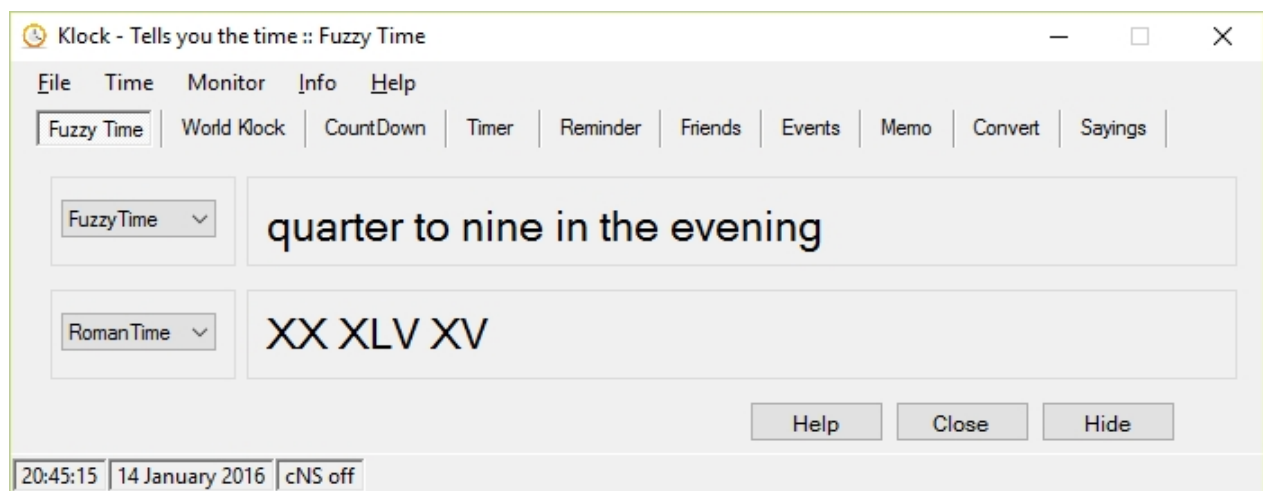 Klock - Tells you the time :: Fuzzy Time
File Time Monitor Info Help
Fuzzy Time World Klock CountDown Timer Reminder Friends Events Memo Convert Sayings
FuzzyTime quarter to nine in the evening
RomanTime XX XLV XV
Help Close Hide
20:45:15 14 January 2016 cNS off